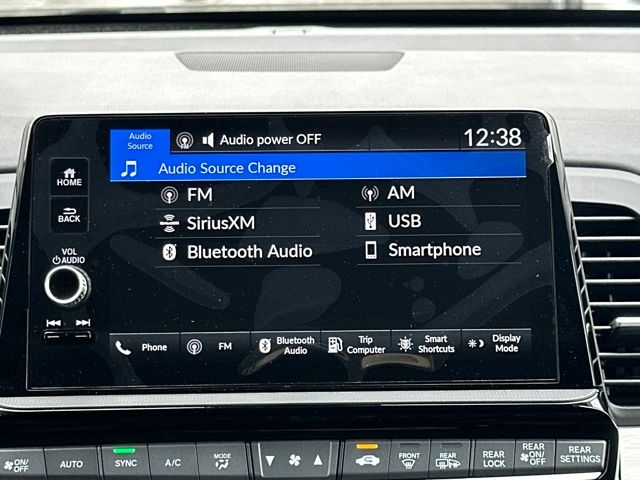 Audio
Source
FM
Audio power OFF
12:38
Audio Source Change
HOME
BACK
VOL
AUDIO
FM
AM
SiriusXM
USB
Bluetooth Audio
Smartphone
Phone
FM
Bluetooth
Audio
Trip
Computer
Smart
Shortcuts
Display
Mode
ON/
OFF
AUTO
SYNC
A/C
MODE
FRONT
REAR
REAR
LOCK
REAR
ON/
OFF
REAR
SETTINGS